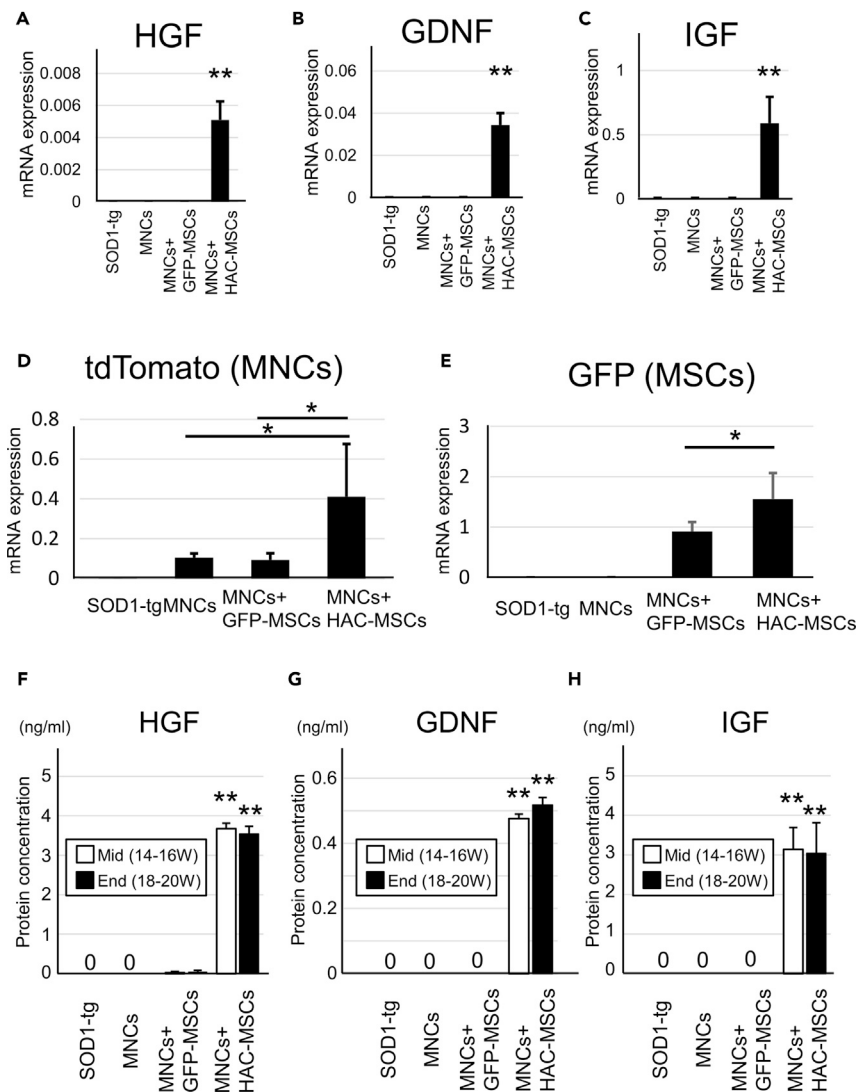 A
HGF
mRNA expression
0.008
0.006
0.004
0.002
0
**
SOD1-tg
MNCs
MNCs+
GFP-MSCs
MNCs+
HAC-MSCs
B
GDNF
mRNA expression
0.06
0.04
0.02
0
**
SOD1-tg
MNCs
MNCs+
GFP-MSCs
MNCs+
HAC-MSCs
C
IGF
mRNA expression
1
0.5
0
**
SOD1-tg
MNCs
MNCs+
GFP-MSCs
MNCs+
HAC-MSCs
D
tdTomato (MNCs)
mRNA expression
0.8
0.6
0.4
0.2
0
*
*
SOD1-tg
MNCs
MNCs+
GFP-MSCs
MNCs+
HAC-MSCs
E
GFP (MSCs)
mRNA expression
3
2
1
0
*
SOD1-tg
MNCs
MNCs+
GFP-MSCs
MNCs+
HAC-MSCs
F
(ng/ml)
HGF
Protein concentration
5
4
3
2
1
0
Mid (14-16W)
End (18-20W)
**
**
0
0
SOD1-tg
MNCs
MNCs+
GFP-MSCs
MNCs+
HAC-MSCs
G
(ng/ml)
GDNF
Protein concentration
0.6
0.4
0.2
0
Mid (14-16W)
End (18-20W)
**
**
0
0
0
SOD1-tg
MNCs
MNCs+
GFP-MSCs
MNCs+
HAC-MSCs
H
(ng/ml)
IGF
Protein concentration
5
4
3
2
1
0
Mid (14-16W)
End (18-20W)
**
**
0
0
0
SOD1-tg
MNCs
MNCs+
GFP-MSCs
MNCs+
HAC-MSCs